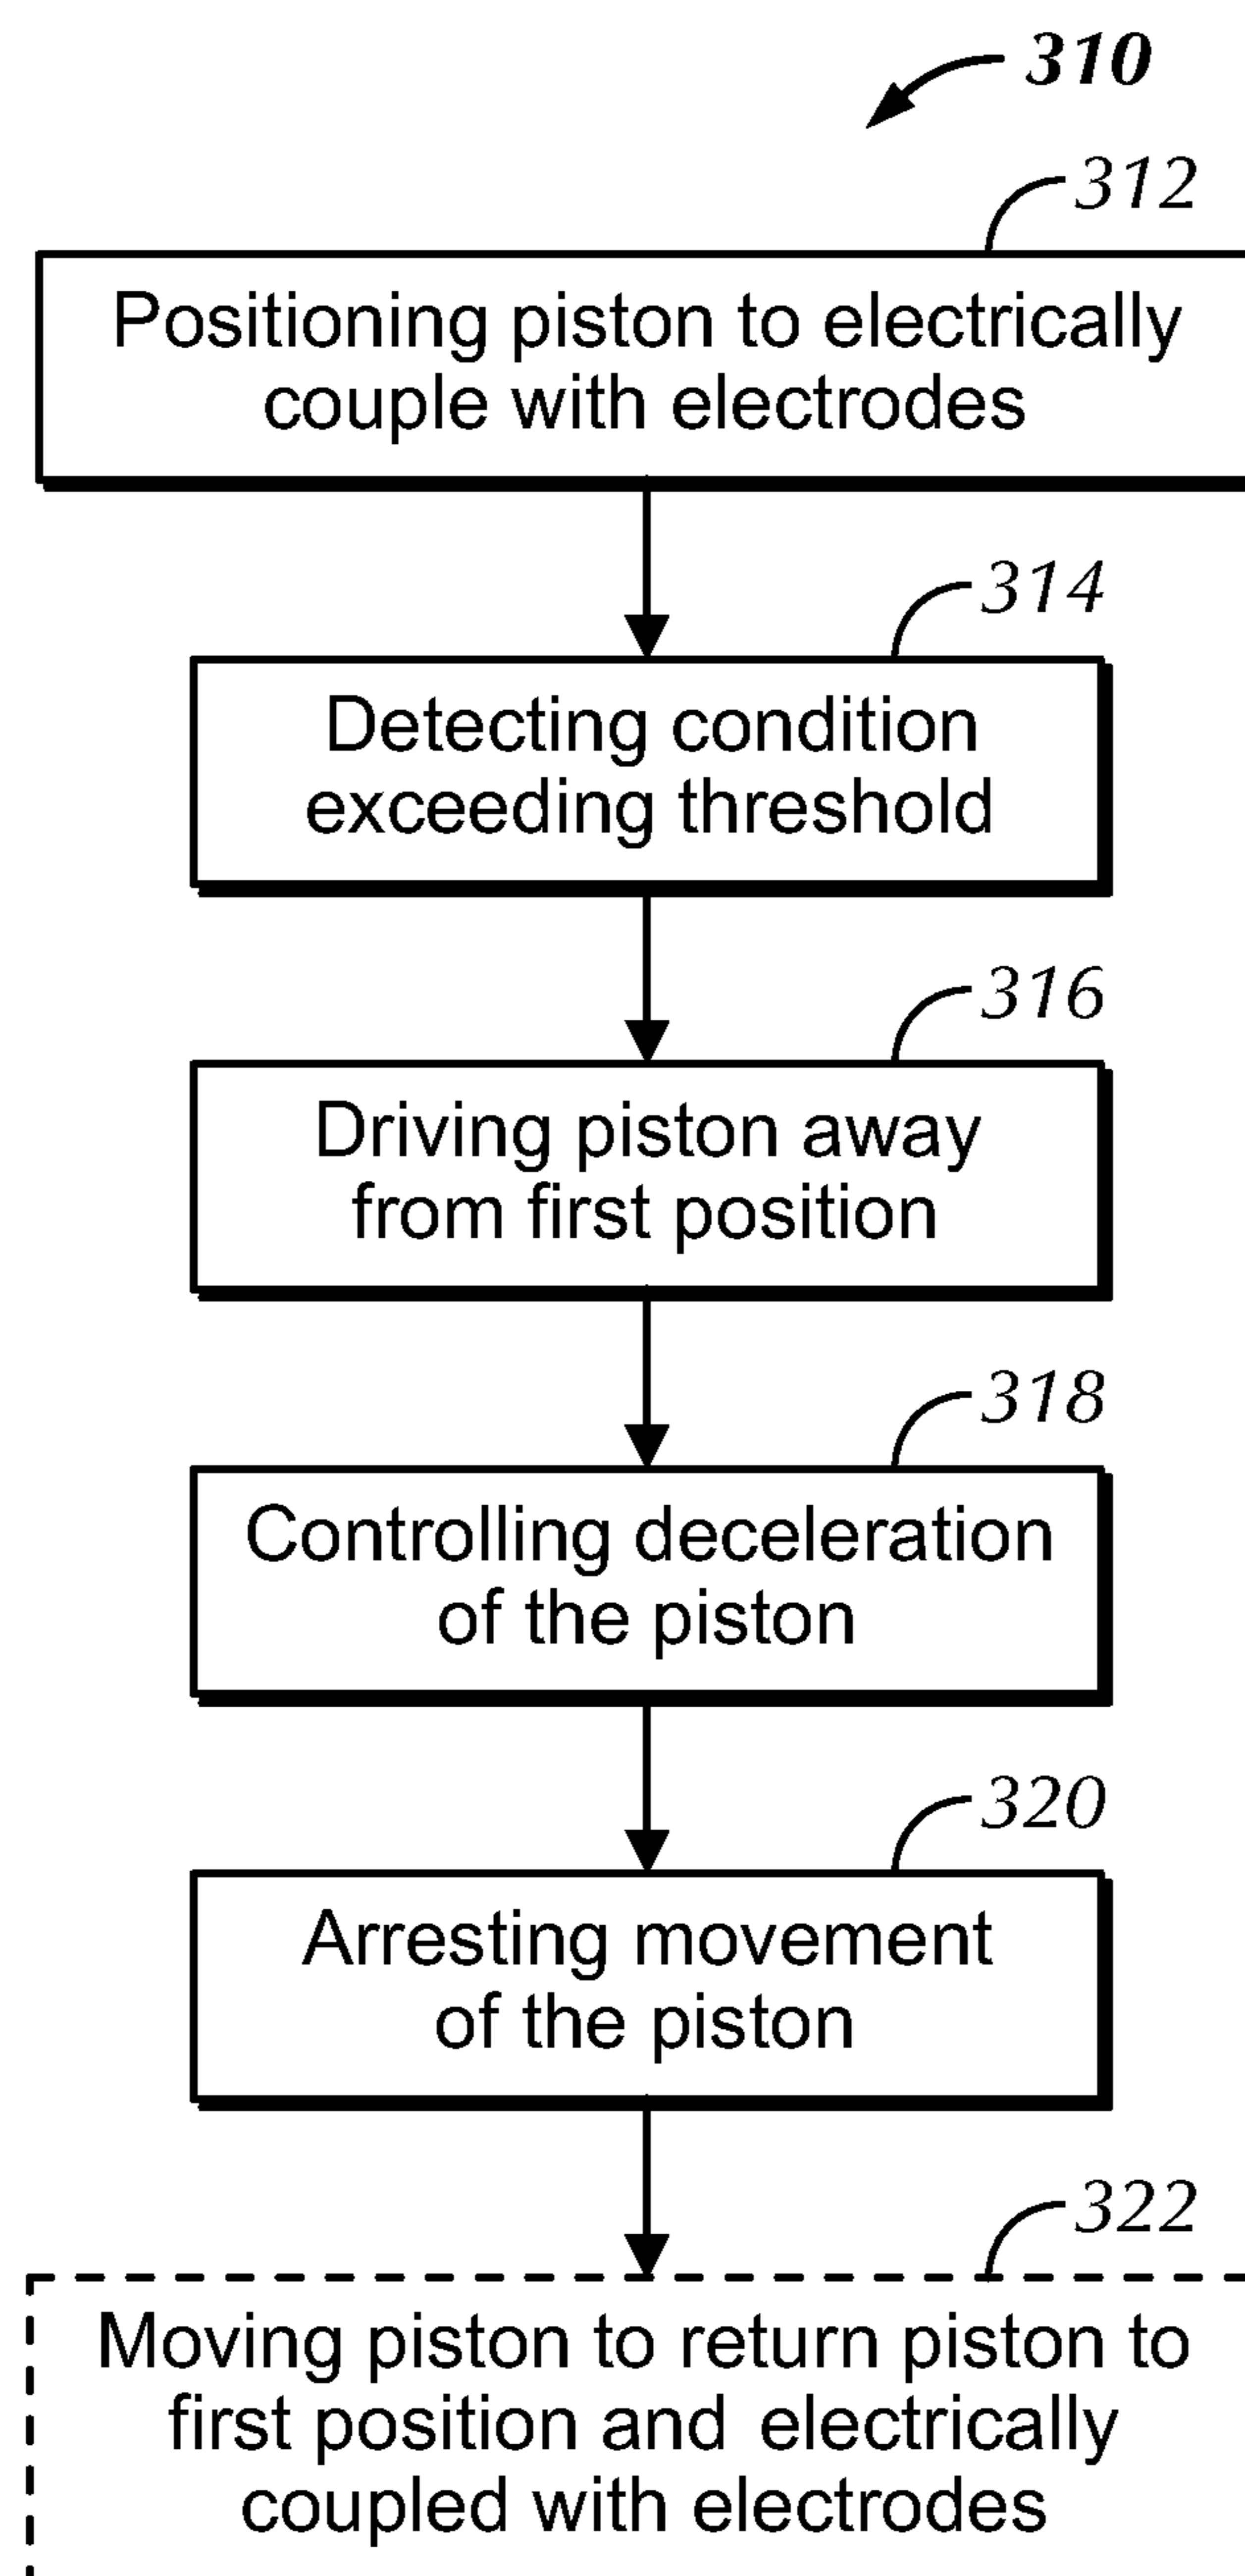 310
312
Positioning piston to electrically
couple with electrodes
314
Detecting condition
exceeding threshold
316
Driving piston away
from first position
318
Controlling deceleration
of the piston
320
Arresting movement
of the piston
322
Moving piston to return piston to
first position and electrically
coupled with electrodes